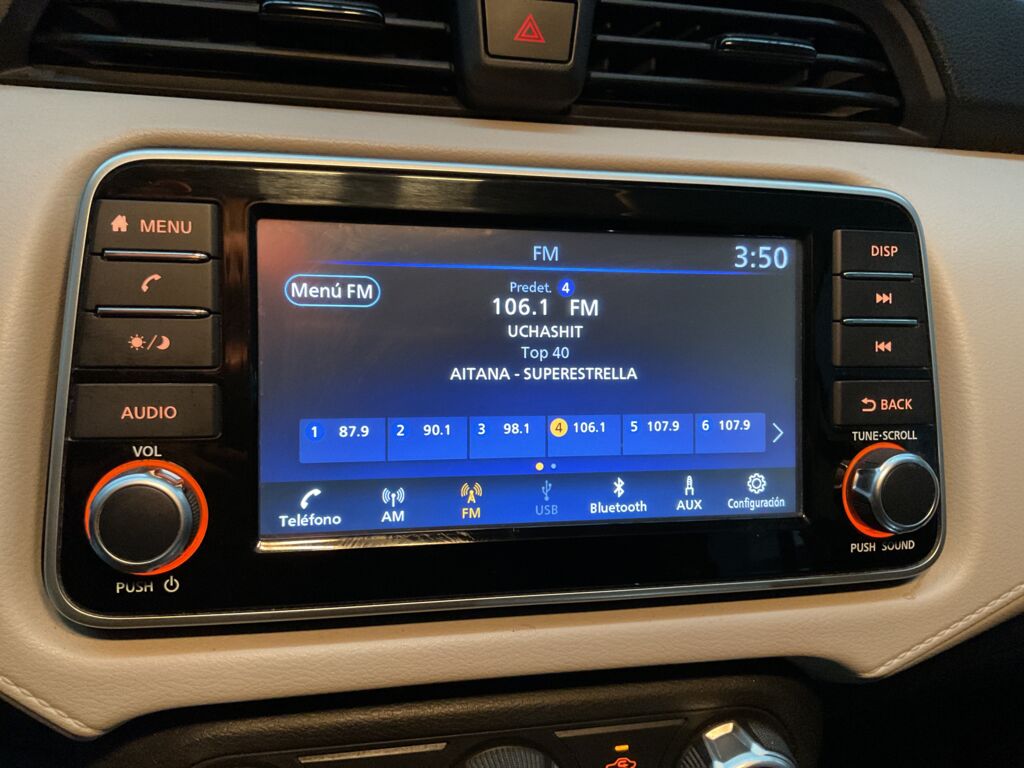 MENU
AUDIO
VOL
PUSH
FM
3:50
Menú FM
Predet. 4
106.1 FM
UCHASHIT
Top 40
AITANA - SUPERESTRELLA
1 87.9
2 90.1
3 98.1
4 106.1
5 107.9
6 107.9
Teléfono
AM
FM
USB
Bluetooth
AUX
Configuración
DISP
BACK
TUNE·SCROLL
PUSH SOUND